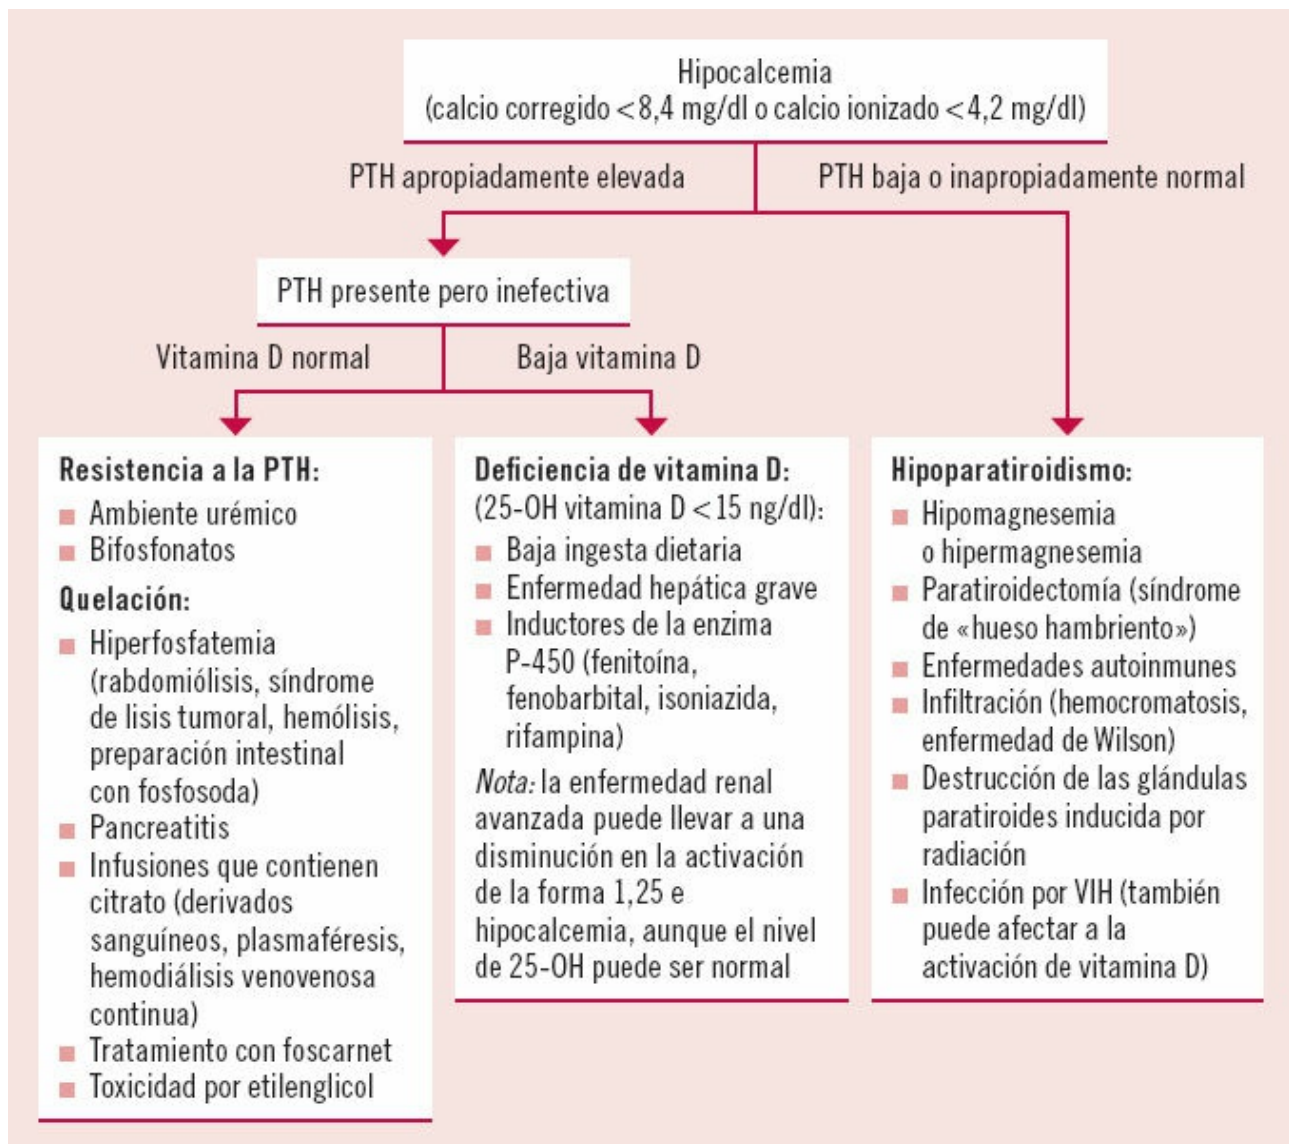 Hipocalcemia
(calcio corregido <8,4 mg/dl o calcio ionizado <4,2 mg/dl)
PTH apropiadamente elevada
PTH baja o inapropiadamente normal
PTH presente pero inefectiva
Vitamina D normal
Baja vitamina D
Resistencia a la PTH:
Ambiente urémico
Bifosfonatos
Quelación:
Hiperfosfatemia
(rabdomiólisis, síndrome
de lisis tumoral, hemólisis,
preparación intestinal
con fosfosoda)
Pancreatitis
Infusiones que contienen
citrato (derivados
sanguíneos, plasmaféresis,
hemodiálisis venovenosa
continua)
Tratamiento con foscarnet
Toxicidad por etilenglicol
Deficiencia de vitamina D:
(25-OH vitamina D <15 ng/dl):
Baja ingesta dietaria
Enfermedad hepática grave
Inductores de la enzima
P-450 (fenitoína,
fenobarbital, isoniazida,
rifampina)
Nota: la enfermedad renal
avanzada puede llevar a una
disminución en la activación
de la forma 1,25 e
hipocalcemia, aunque el nivel
de 25-OH puede ser normal
Hipoparatiroidismo:
Hipomagnesemia
o hipermagnesemia
Paratiroidectomía (síndrome
de «hueso hambriento»)
Enfermedades autoinmunes
Infiltración (hemocromatosis,
enfermedad de Wilson)
Destrucción de las glándulas
paratiroides inducida por
radiación
Infección por VIH (también
puede afectar a la
activación de vitamina D)